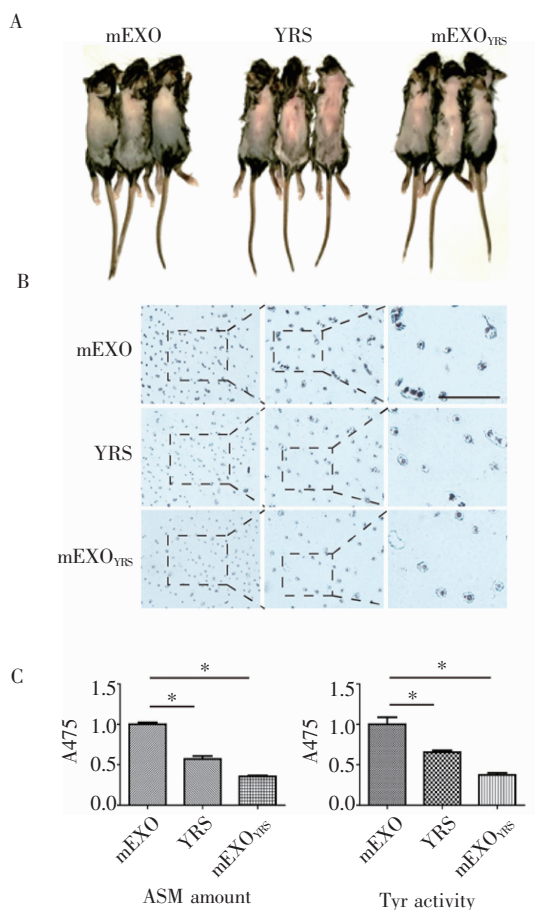 A
mEXO YRS mEXOYRS
B
mEXO
YRS
mEXOYRS
C
* *
* *
1.5 1.5
1.0 1.0
0.5 0.5
0.0 0.0
A475 A475
mEXO YRS mEXOYRS mEXO YRS mEXOYRS
ASM amount Tyr activity